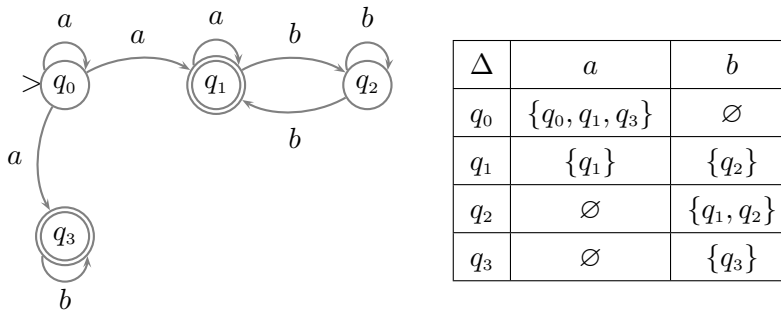 a a b b
a
> q₀ q₁ q₂
b
a
q₃
b
Δ a b
q₀ {q₀, q₁, q₃} ∅
q₁ {q₁} {q₂}
q₂ ∅ {q₁, q₂}
q₃ ∅ {q₃}